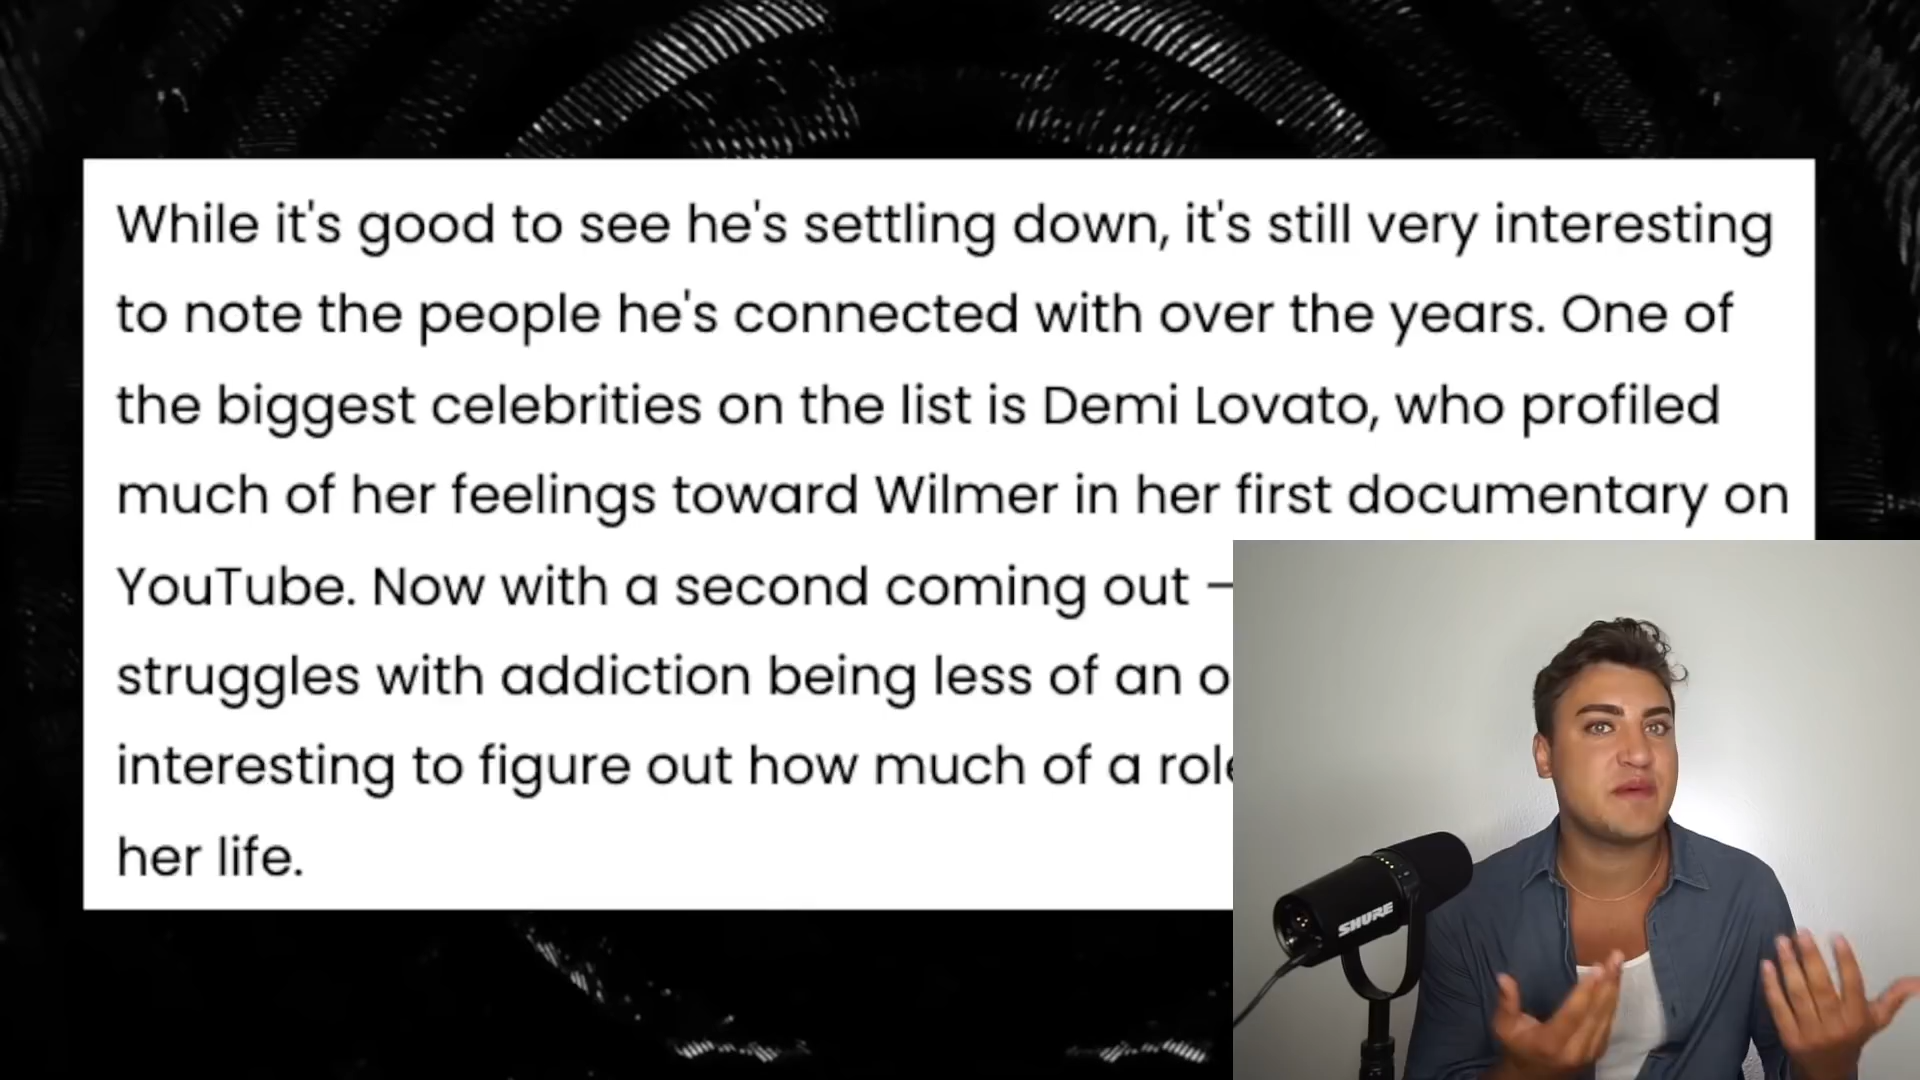 While it's good to see he's settling down, it's still very interesting
to note the people he's connected with over the years. One of
the biggest celebrities on the list is Demi Lovato, who profiled
much of her feelings toward Wilmer in her first documentary on
YouTube. Now with a second coming out –
struggles with addiction being less of an
interesting to figure out how much of a
her life.
SHURE